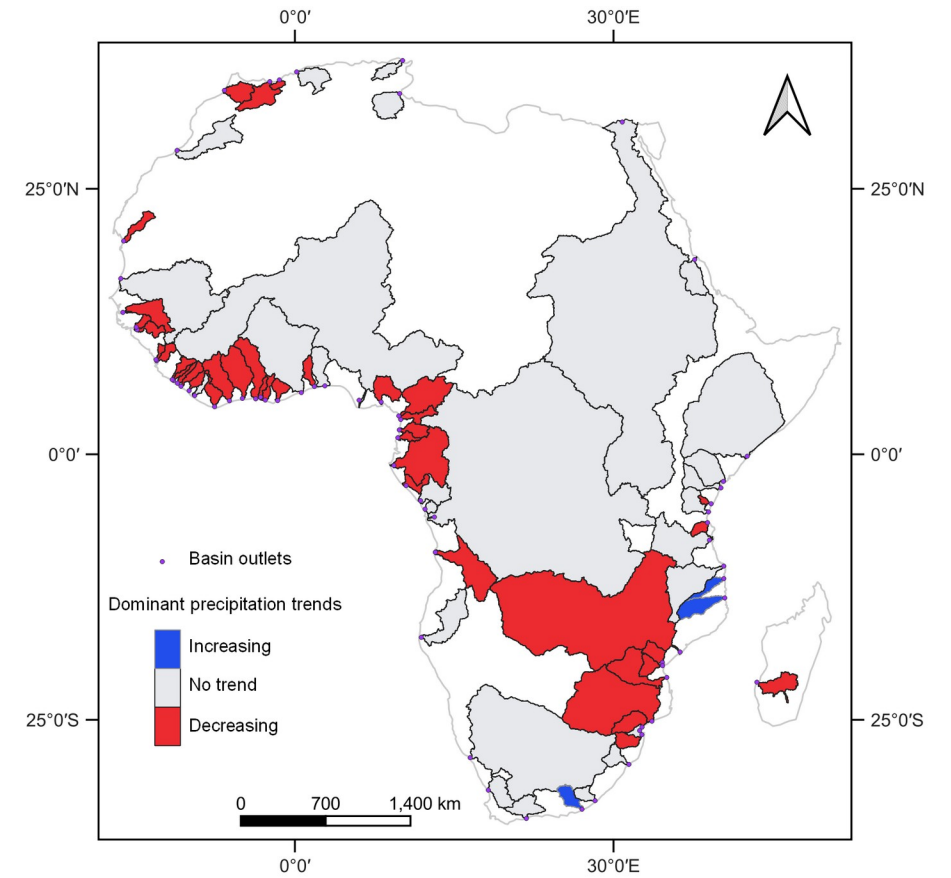 0°0′ 30°0′E
25°0′N 25°0′N
0°0′ 0°0′
Basin outlets
Dominant precipitation trends
Increasing
No trend
Decreasing
25°0′S 25°0′S
0 700 1,400 km
0°0′ 30°0′E